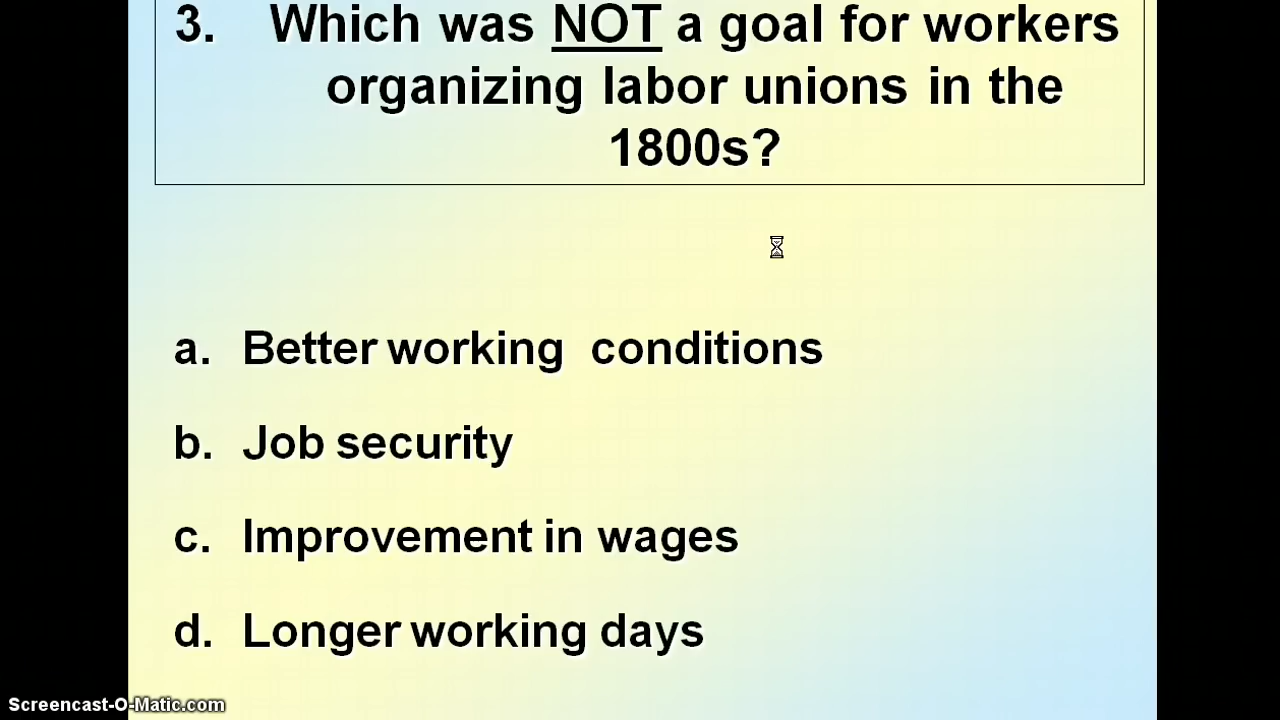 3. Which was NOT a goal for workers
organizing labor unions in the
1800s?
a. Better working conditions
b. Job security
c. Improvement in wages
d. Longer working days
Screencast-O-Matic.com